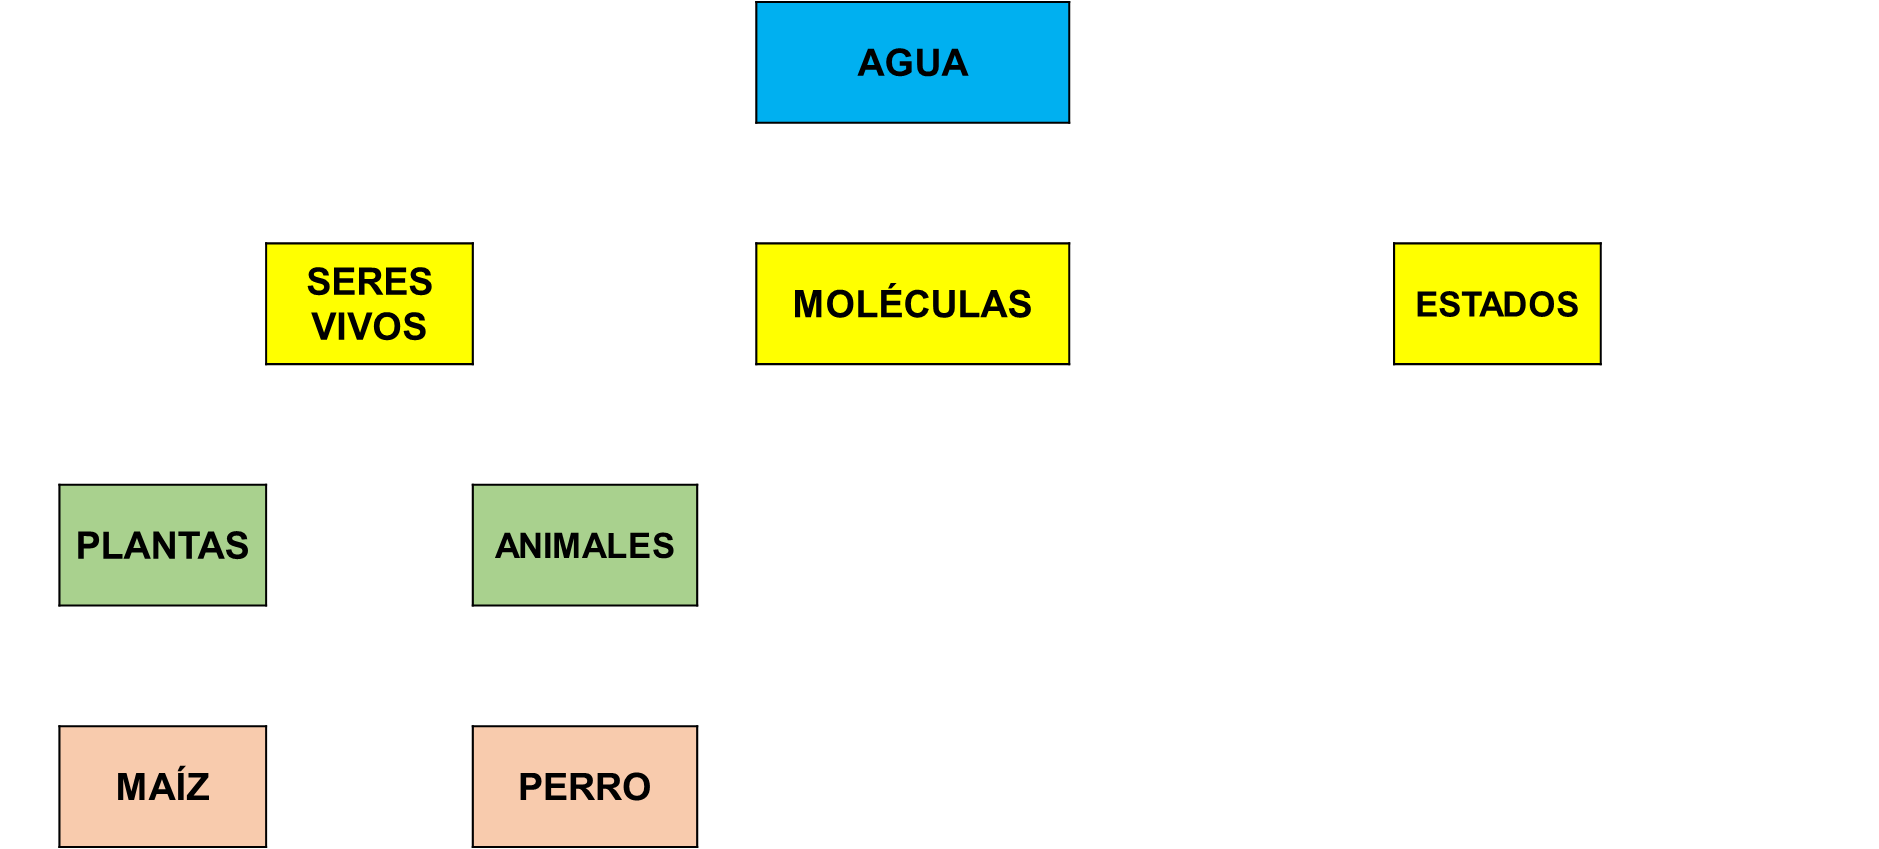 AGUA
SERES
VIVOS
MOLÉCULAS
ESTADOS
PLANTAS
ANIMALES
MAÍZ
PERRO